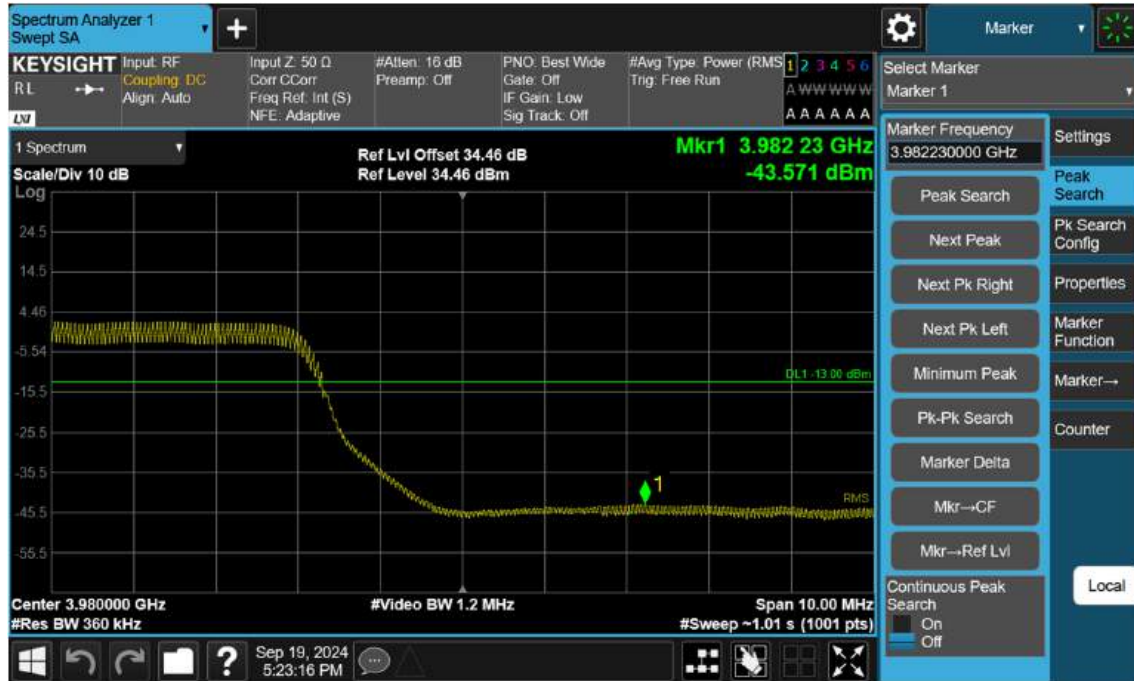 Spectrum Analyzer 1
Swept SA
+
Marker
KEYSIGHT
RL
LXI
Input: RF
Coupling: DC
Align: Auto
Input Z: 50 Ω
Corr CCorr
Freq Ref: Int (S)
NFE: Adaptive
#Atten: 16 dB
Preamp: Off
PNO: Best Wide
Gate: Off
IF Gain: Low
Sig Track: Off
#Avg Type: Power (RMS
Trig: Free Run
1 2 3 4 5 6
A W W W W W
A A A A A A
Select Marker
Marker 1
1 Spectrum
Scale/Div 10 dB
Ref Lvl Offset 34.46 dB
Ref Level 34.46 dBm
Mkr1 3.982 23 GHz
-43.571 dBm
Log
24.5
14.5
4.46
-5.54
-15.5
-25.5
-35.5
-45.5
-55.5
DL1 -13.00 dBm
1
RMS
Center 3.980000 GHz
#Res BW 360 kHz
#Video BW 1.2 MHz
Span 10.00 MHz
#Sweep ~1.01 s (1001 pts)
Marker Frequency
3.982230000 GHz
Peak Search
Next Peak
Next Pk Right
Next Pk Left
Minimum Peak
Pk-Pk Search
Marker Delta
Mkr→CF
Mkr→Ref Lvl
Continuous Peak
Search
On
Off
Settings
Peak
Search
Pk Search
Config
Properties
Marker
Function
Marker→
Counter
Local
?
Sep 19, 2024
5:23:16 PM